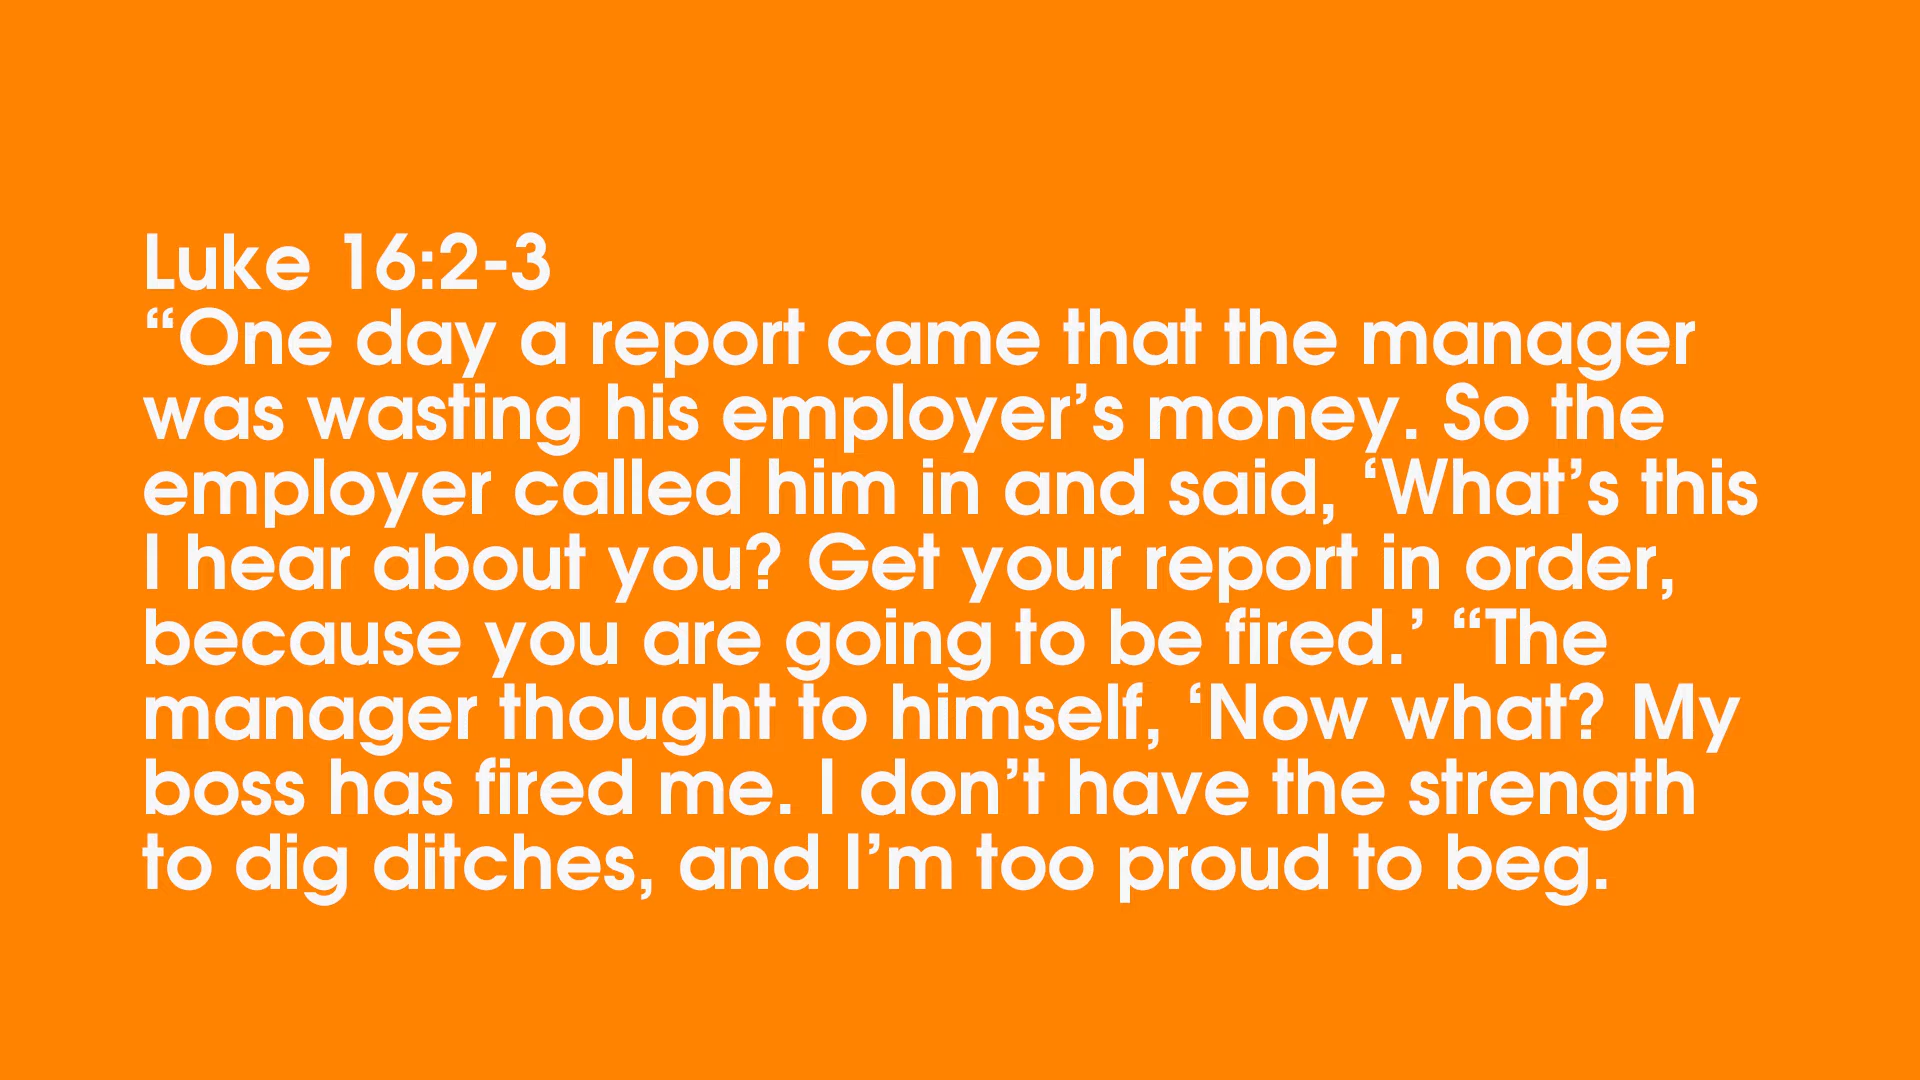 Luke 16:2-3
“One day a report came that the manager
was wasting his employer’s money. So the
employer called him in and said, ‘What’s this
I hear about you? Get your report in order,
because you are going to be fired.’ “The
manager thought to himself, ‘Now what? My
boss has fired me. I don’t have the strength
to dig ditches, and I’m too proud to beg.